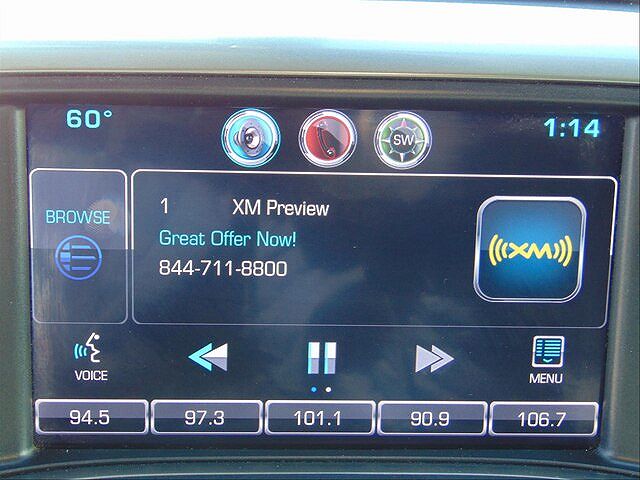 60°
SW
1:14
BROWSE
1 XM Preview
Great Offer Now!
844-711-8800
((XM))
VOICE
MENU
94.5 97.3 101.1 90.9 106.7